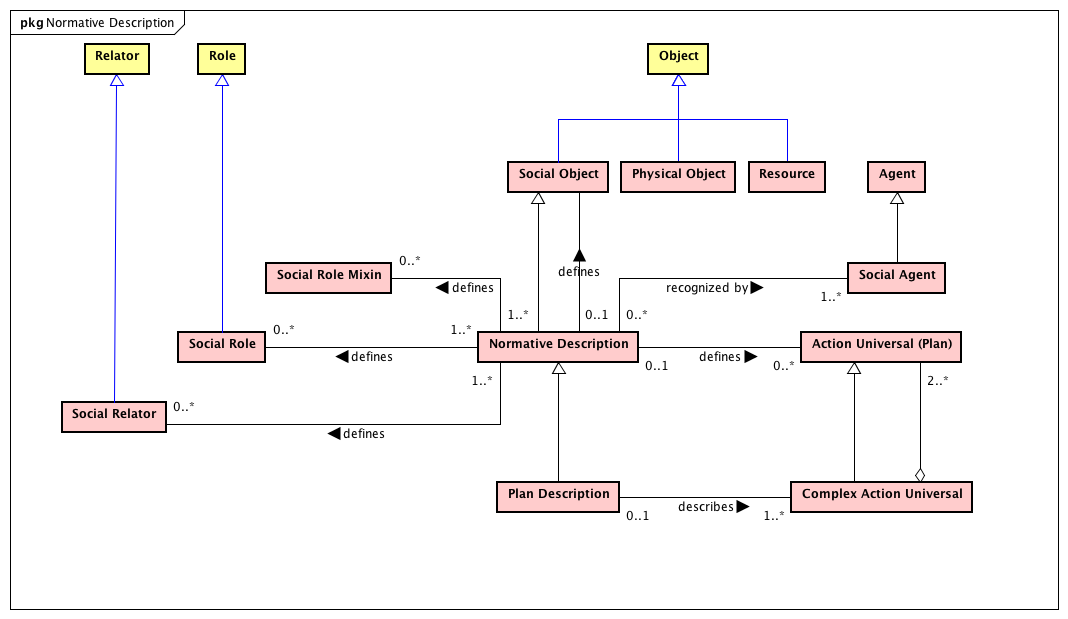 pkg Normative Description
Relator
Role
Object
Social Object
Physical Object
Resource
Agent
Social Role Mixin
0..*
defines
defines
recognized by
Social Agent
1..*
1..*
0..1
0..*
Social Role
0..*
1..*
defines
Normative Description
defines
0..1
0..*
Action Universal (Plan)
1..*
2..*
Social Relator
0..*
defines
Plan Description
describes
0..1
1..*
Complex Action Universal